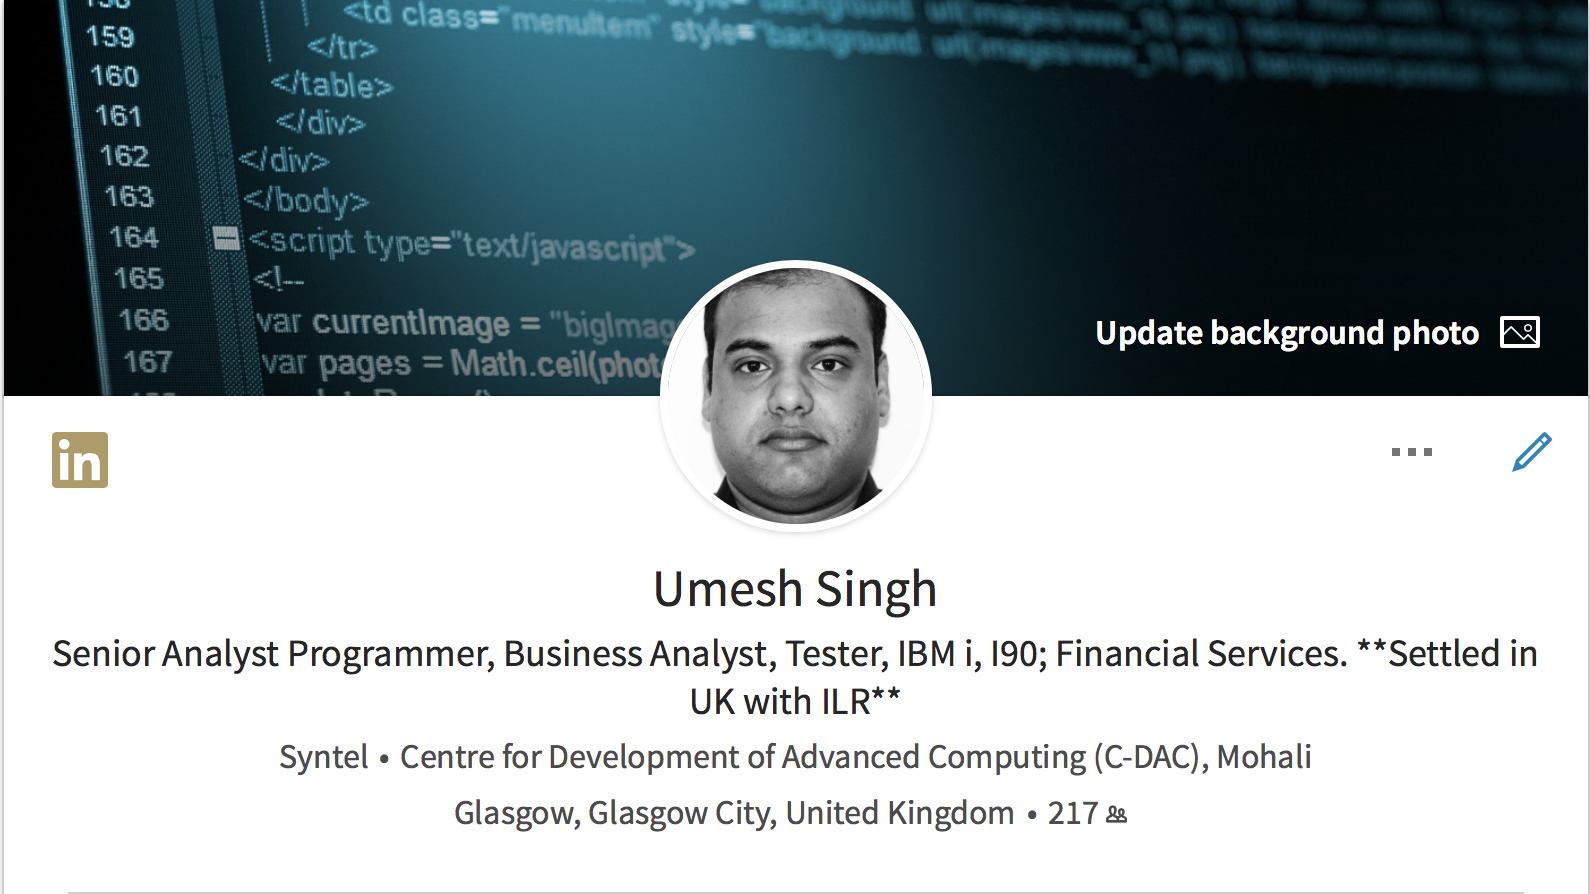 159
<td class="menuItem" style="background: url(images/
</tr>
160
</table>
161
</div>
162
</div>
163
</body>
164
<script type="text/javascript">
165
<!--
166
var currentImage = "bigImag
167
var pages = Math.ceil(phot
Update background photo
in
Umesh Singh
Senior Analyst Programmer, Business Analyst, Tester, IBM i, I90; Financial Services. **Settled in
UK with ILR**
Syntel • Centre for Development of Advanced Computing (C-DAC), Mohali
Glasgow, Glasgow City, United Kingdom • 217